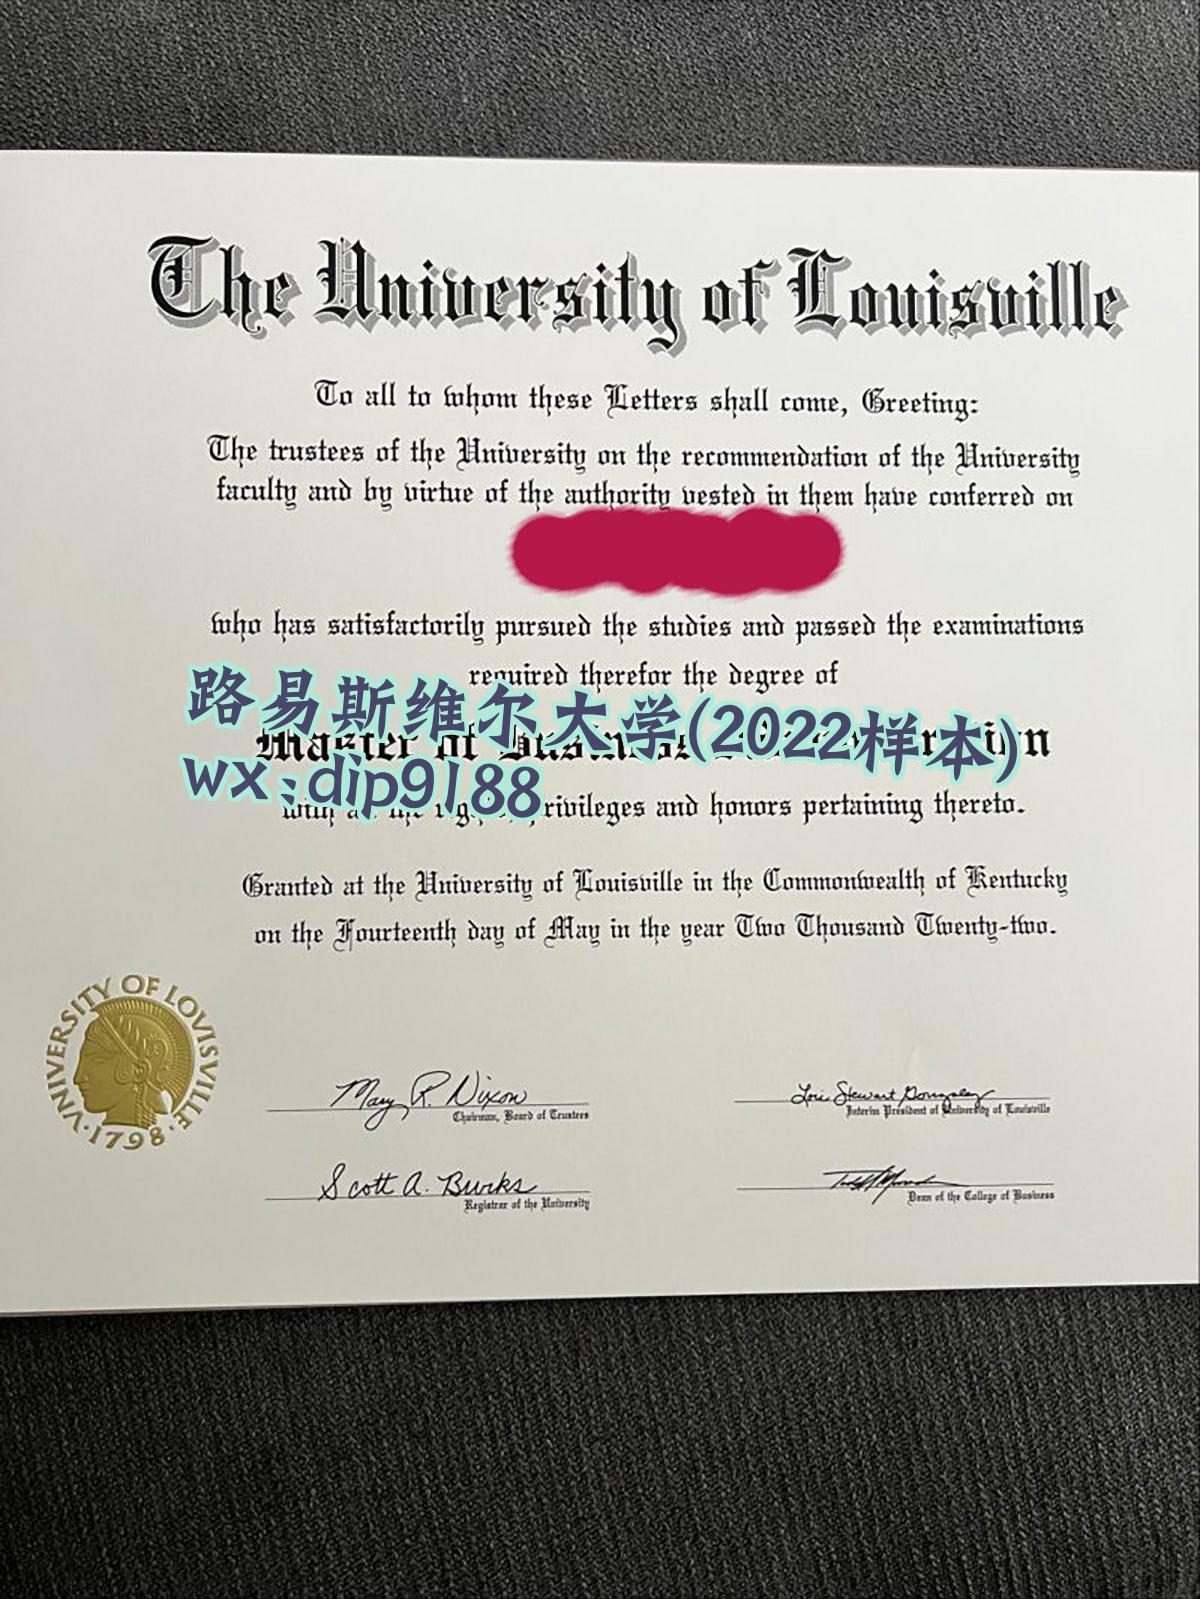 The University of Louisville
To all to whom these Letters shall come, Greeting:
The trustees of the University on the recommendation of the University
faculty and by virtue of the authority vested in them have conferred on
who has satisfactorily pursued the studies and passed the examinations
required therefor the degree of
路易斯维尔大学(2022样本)
Master of
wx:dip9188
privileges and honors pertaining thereto.
Granted at the University of Louisville in the Commonwealth of Kentucky
on the Fourteenth day of May in the year Two Thousand Twenty-two.
UNIVERSITY OF LOVISVILLE
·1798·
Mary R. Nixon
Chairman, Board of Trustees
Lori Stewart Gonzalez
Interim President of University of Louisville
Scott A. Burks
Registrar of the University
Dean of the College of Business